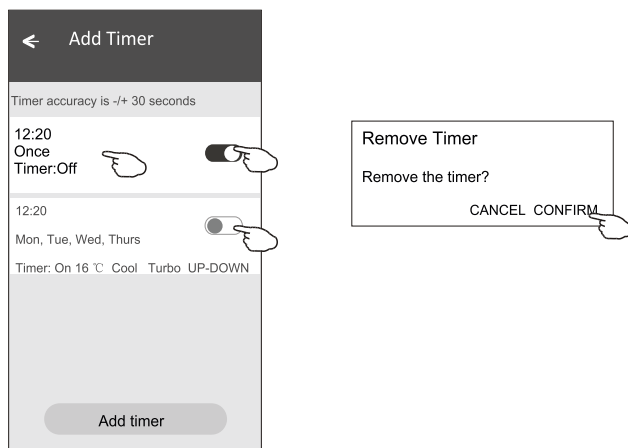 Add Timer
Timer accuracy is -/+ 30 seconds
12:20
Once
Timer:Off
12:20
Mon, Tue, Wed, Thurs
Timer: On 16 ℃ Cool Turbo UP-DOWN
Add timer
Remove Timer
Remove the timer?
CANCEL CONFIRM